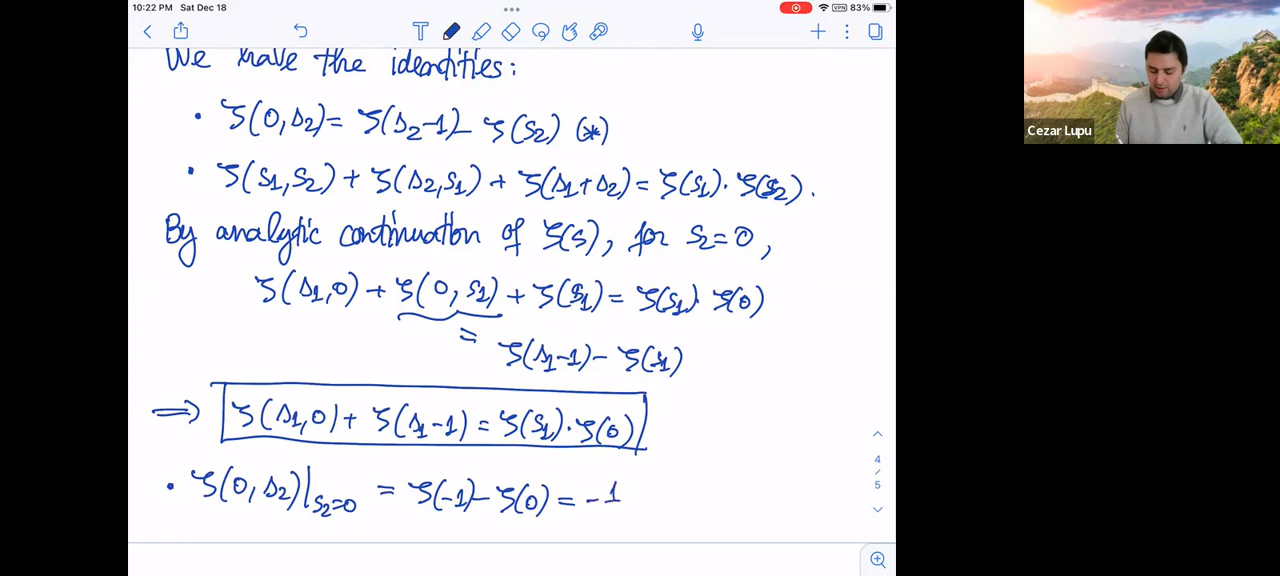 10:22 PM Sat Dec 18
VPN 83%
We have the identities:
• ζ(0,s₂) = ζ(s₂-1) - ζ(s₂) (*)
• ζ(s₁,s₂) + ζ(s₂,s₁) + ζ(s₁+s₂) = ζ(s₁)·ζ(s₂).
By analytic continuation of ζ(s), for s₂=0,
ζ(s₁,0) + ζ(0,s₁) + ζ(s₁) = ζ(s₁)·ζ(0)
= ζ(s₁-1) - ζ(s₁)
⇒ ζ(s₁,0) + ζ(s₁-1) = ζ(s₁)·ζ(0)
• ζ(0,s₂)|s₂=0 = ζ(-1) - ζ(0) = -1
4
/
5
Cezar Lupu